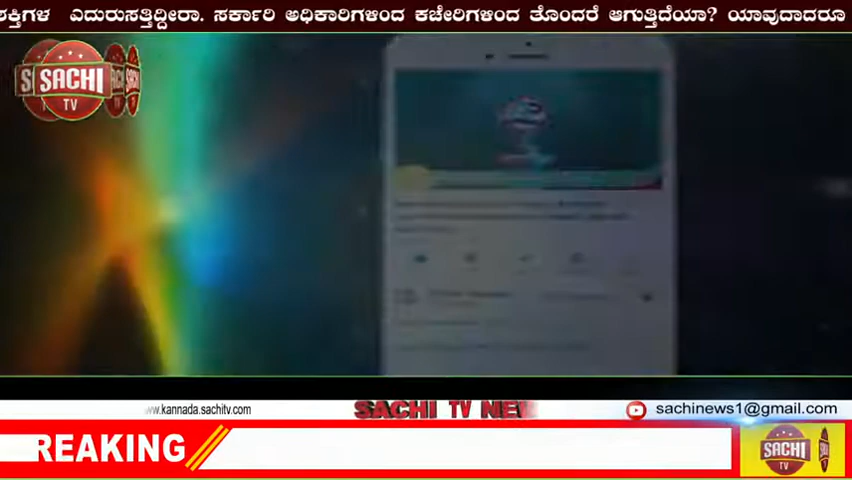 ಶಕ್ತಿಗಳ ಎದುರುಸತ್ತಿದ್ದೀರಾ. ಸರ್ಕಾರಿ ಅಧಿಕಾರಿಗಳಿಂದ ಕಚೇರಿಗಳಿಂದ ತೊಂದರೆ ಆಗುತ್ತಿದೆಯಾ? ಯಾವುದಾದರೂ
SACHI
TV
www.kannada.sachitv.com
SACHI TV NEW
sachinews1@gmail.com
REAKING
SACHI
TV